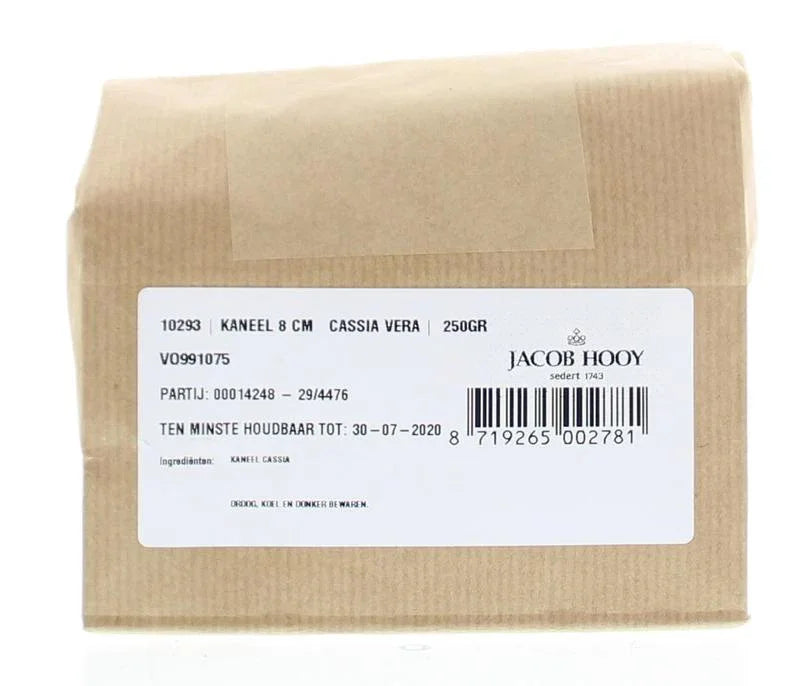 10293 | KANEEL 8 CM CASSIA VERA | 250GR
VO991075
JACOB HOOY
sedert 1743
PARTIJ: 00014248 – 29/4476
TEN MINSTE HOUDBAAR TOT: 30–07–2020
8 719265 002781
Ingrediënten: KANEEL CASSIA
DROOG, KOEL EN DONKER BEWAREN.